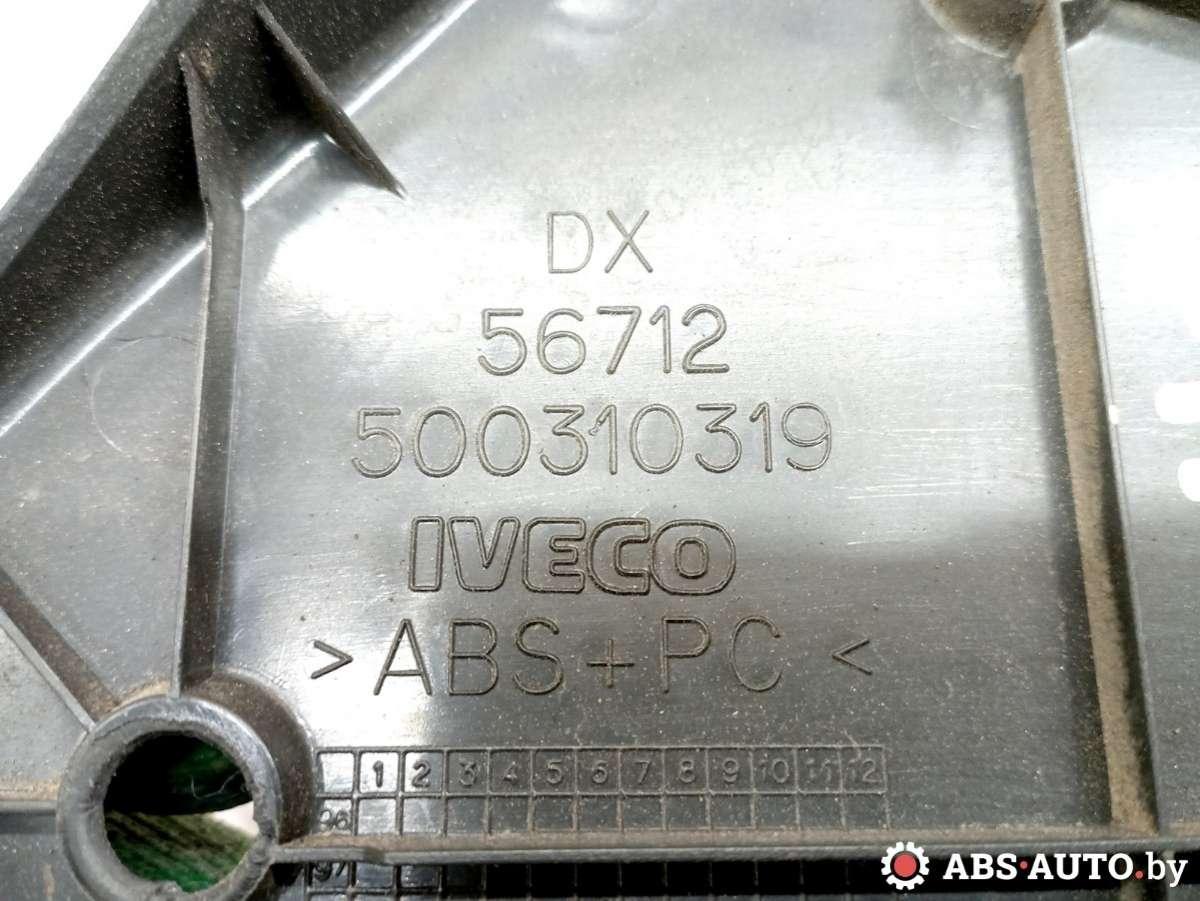 DX
56712
500310319
IVECO
> ABS + PC <
1 2 3 4 5 6 7 8 9 10 11 12
96
97
ABS-AUTO.by